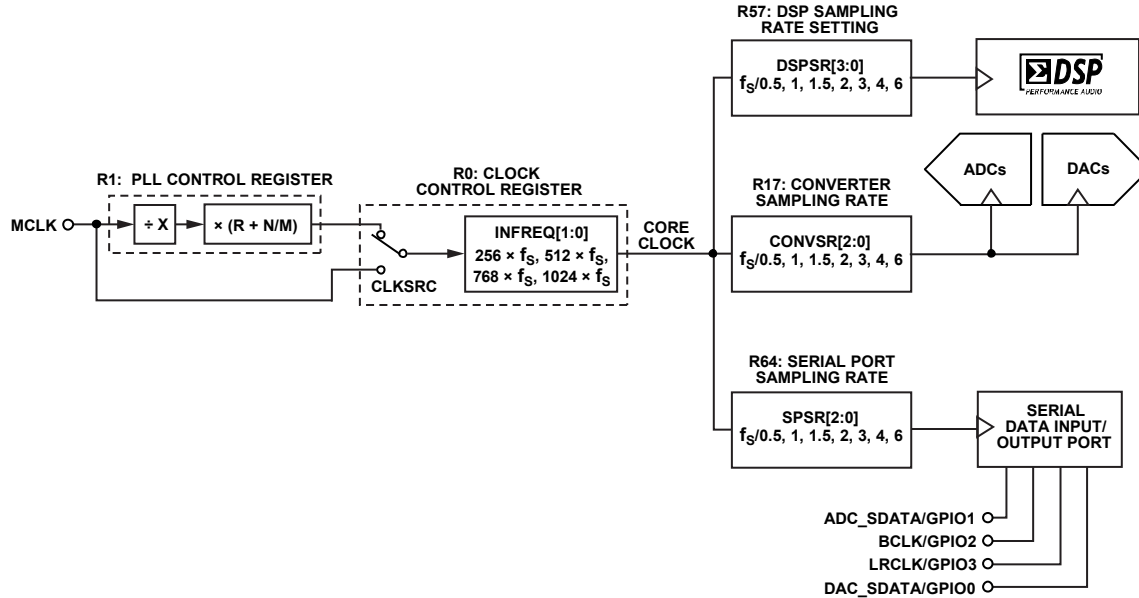 R57: DSP SAMPLING
RATE SETTING
DSPSR[3:0]
fS/0.5, 1, 1.5, 2, 3, 4, 6
ΣDSP
PERFORMANCE AUDIO
R1: PLL CONTROL REGISTER
MCLK
÷ X
× (R + N/M)
R0: CLOCK
CONTROL REGISTER
INFREQ[1:0]
256 × fS, 512 × fS,
768 × fS, 1024 × fS
CLKSRC
CORE
CLOCK
R17: CONVERTER
SAMPLING RATE
CONVSR[2:0]
fS/0.5, 1, 1.5, 2, 3, 4, 6
ADCs
DACs
R64: SERIAL PORT
SAMPLING RATE
SPSR[2:0]
fS/0.5, 1, 1.5, 2, 3, 4, 6
SERIAL
DATA INPUT/
OUTPUT PORT
ADC_SDATA/GPIO1
BCLK/GPIO2
LRCLK/GPIO3
DAC_SDATA/GPIO0